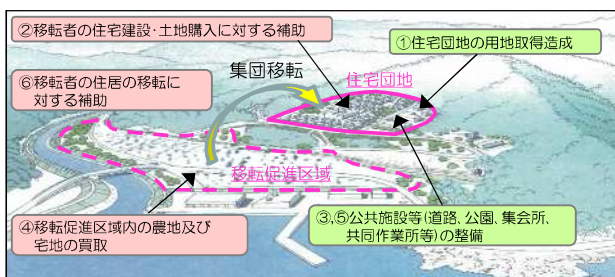 ②移転者の住宅建設・土地購入に対する補助
①住宅団地の用地取得造成
⑥移転者の住居の移転に
対する補助
集団移転
住宅団地
移転促進区域
④移転促進区域内の農地及び
宅地の買取
③,⑤公共施設等(道路、公園、集会所、
共同作業所等)の整備